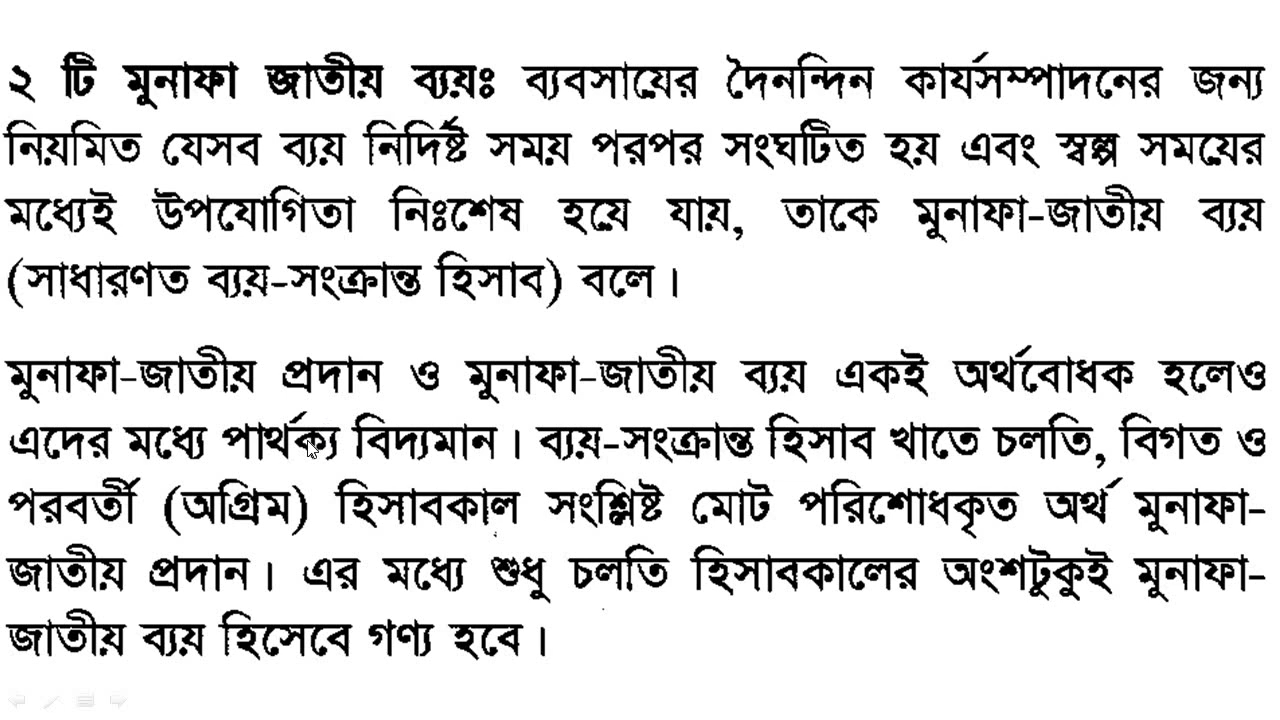 ২ টি মুনাফা জাতীয় ব্যয়ঃ ব্যবসায়ের দৈনন্দিন কার্যসম্পাদনের জন্য
নিয়মিত যেসব ব্যয় নির্দিষ্ট সময় পরপর সংঘটিত হয় এবং স্বল্প সময়ের
মধ্যেই উপযোগিতা নিঃশেষ হয়ে যায়, তাকে মুনাফা-জাতীয় ব্যয়
(সাধারণত ব্যয়-সংক্রান্ত হিসাব) বলে।
মুনাফা-জাতীয় প্রদান ও মুনাফা-জাতীয় ব্যয় একই অর্থবোধক হলেও
এদের মধ্যে পার্থক্য বিদ্যমান। ব্যয়-সংক্রান্ত হিসাব খাতে চলতি, বিগত ও
পরবর্তী (অগ্রিম) হিসাবকাল সংশ্লিষ্ট মোট পরিশোধকৃত অর্থ মুনাফা-
জাতীয় প্রদান। এর মধ্যে শুধু চলতি হিসাবকালের অংশটুকুই মুনাফা-
জাতীয় ব্যয় হিসেবে গণ্য হবে।